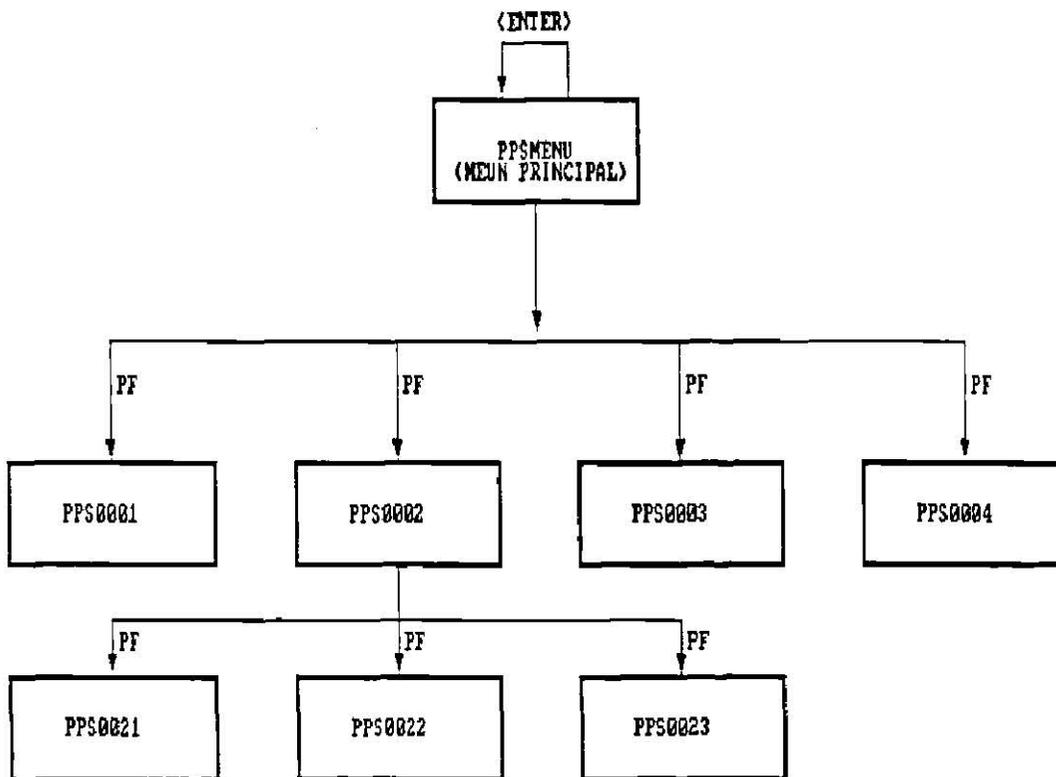 <ENTER>
PPSMENU
(MEUN PRINCIPAL)
PF PF PF PF
PPS0001 PPS0002 PPS0003 PPS0004
PF PF PF
PPS0021 PPS0022 PPS0023